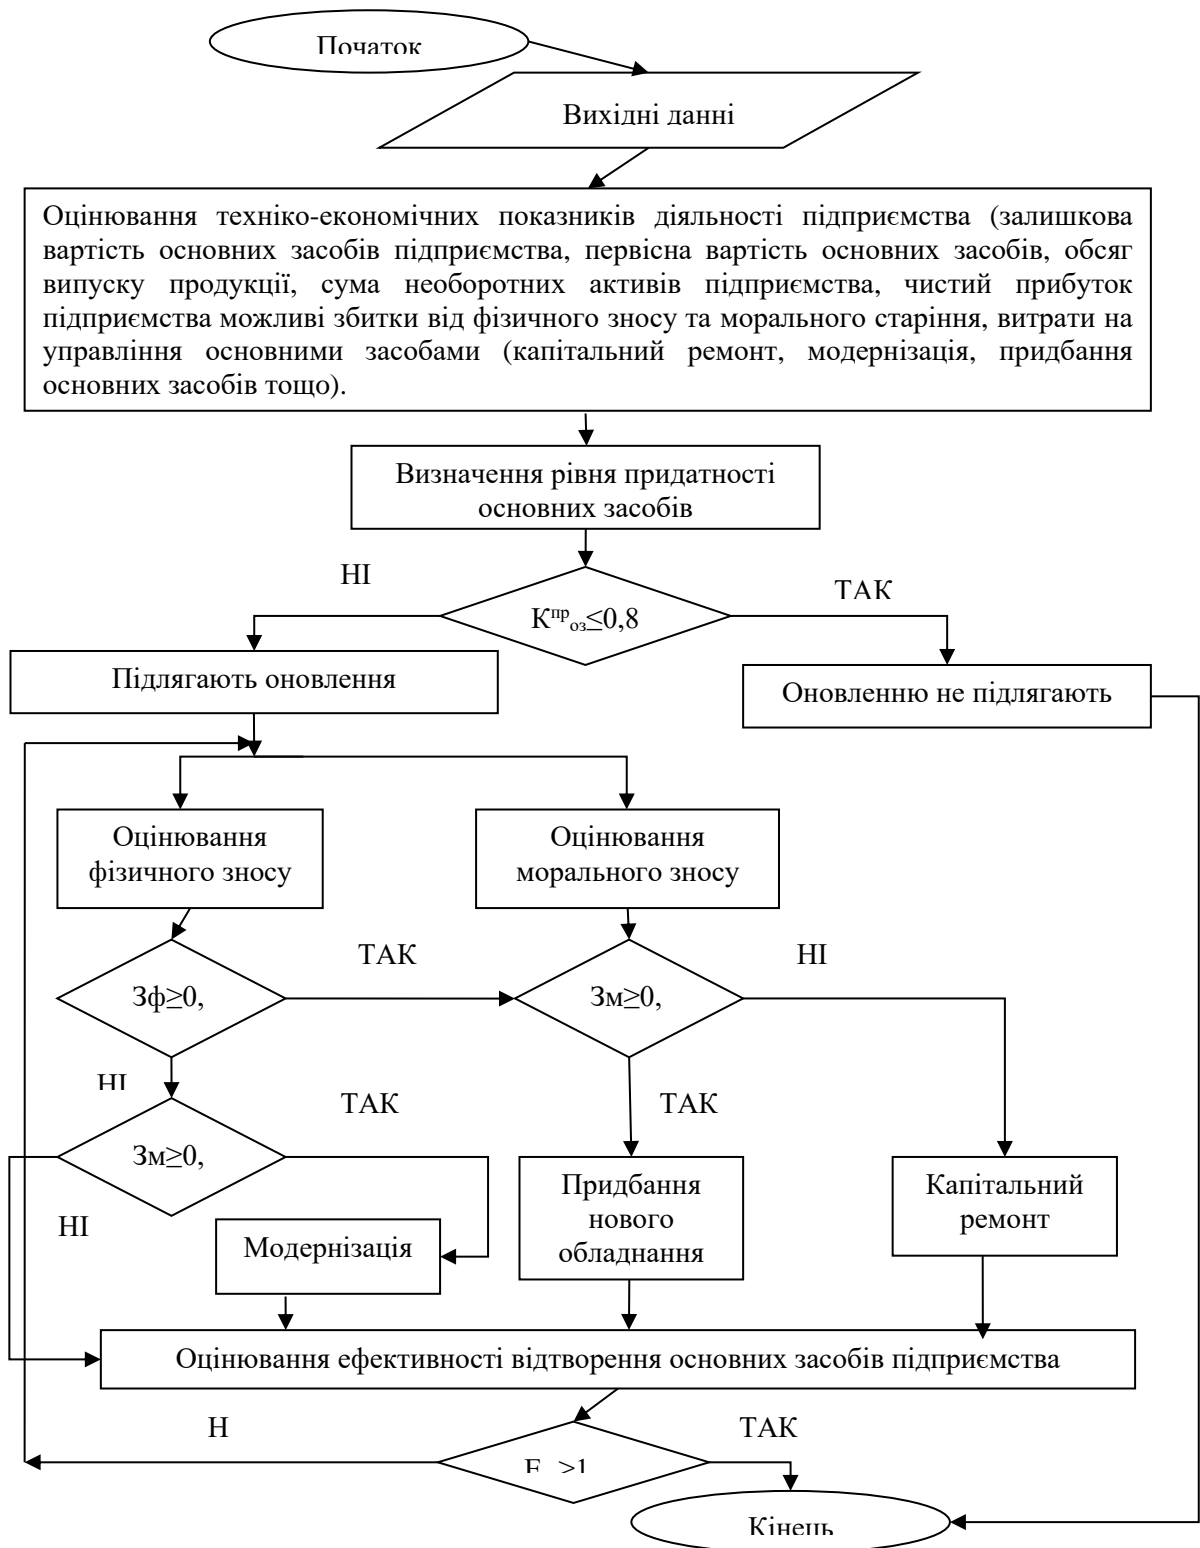 Початок
Вихідні данні
Оцінювання техніко-економічних показників діяльності підприємства (залишкова
вартість основних засобів підприємства, первісна вартість основних засобів, обсяг
випуску продукції, сума необоротних активів підприємства, чистий прибуток
підприємства можливі збитки від фізичного зносу та морального старіння, витрати на
управління основними засобами (капітальний ремонт, модернізація, придбання
основних засобів тощо).
Визначення рівня придатності
основних засобів
НІ
ТАК
К^пр_оз≤0,8
Підлягають оновлення
Оновленню не підлягають
Оцінювання
фізичного зносу
Оцінювання
морального зносу
ТАК
НІ
Зф≥0,
Зм≥0,
НІ
ТАК
ТАК
Зм≥0,
НІ
Модернізація
Придбання
нового
обладнання
Капітальний
ремонт
Оцінювання ефективності відтворення основних засобів підприємства
Н
ТАК
≥1
Кінець